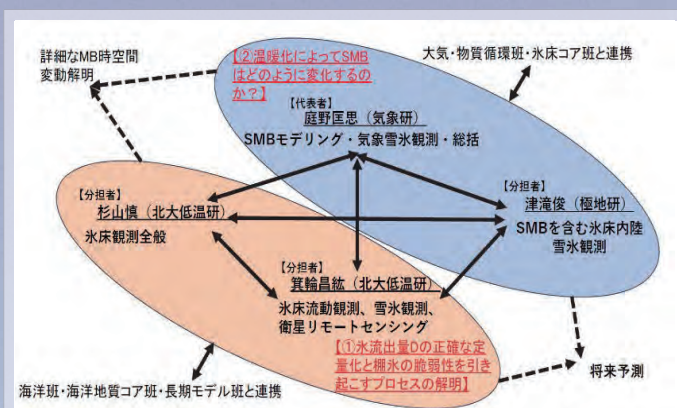 詳細なMB時空間
変動解明
【②温暖化によってSMB
はどのように変化するの
か？】
大気・物質循環班・氷床コア班と連携
【代表者】
庭野匡思（気象研）
SMBモデリング・気象雪氷観測・総括
【分担者】
杉山慎（北大低温研）
氷床観測全般
【分担者】
津滝俊（極地研）
SMBを含む氷床内陸
雪氷観測
【分担者】
箕輪昌紘（北大低温研）
氷床流動観測、雪氷観測、
衛星リモートセンシング
【①氷流出量Dの正確な定
量化と棚氷の脆弱性を引き
起こすプロセスの解明】
将来予測
海洋班・海洋地質コア班・長期モデル班と連携